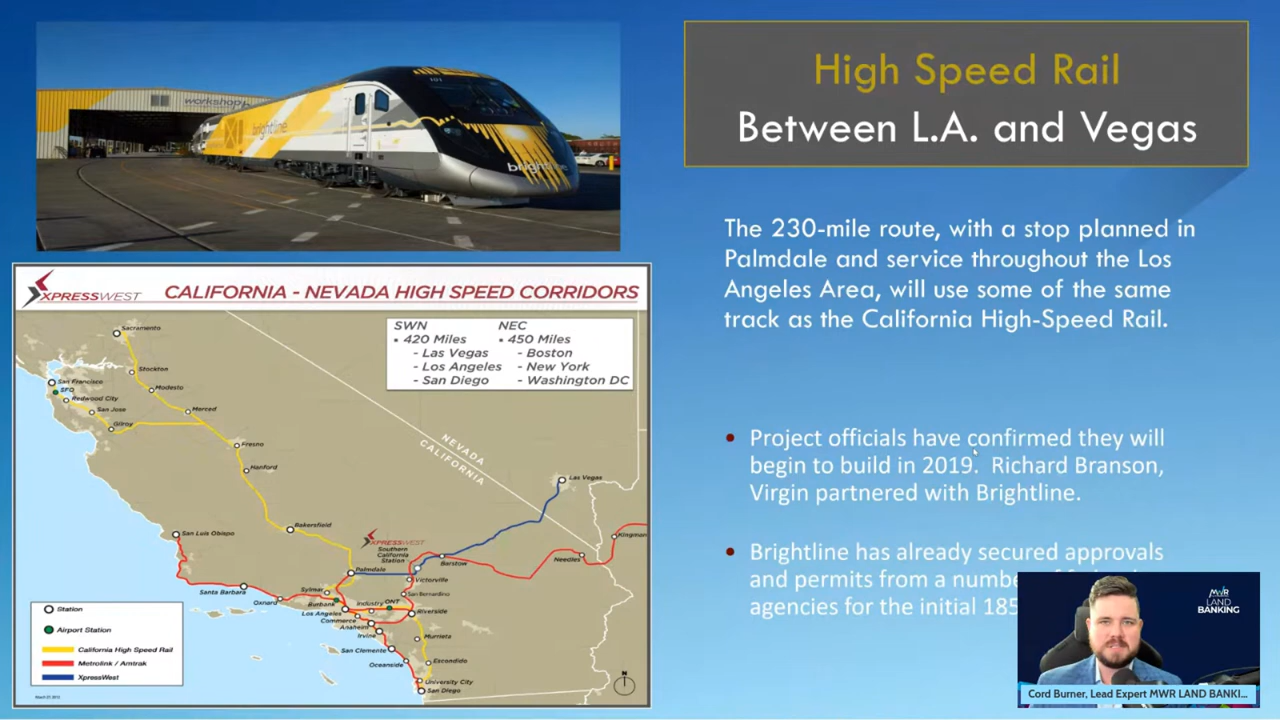 workshop b
101
brightline
bright
High Speed Rail
Between L.A. and Vegas
The 230-mile route, with a stop planned in
Palmdale and service throughout the Los
Angeles Area, will use some of the same
track as the California High-Speed Rail.
• Project officials have confirmed they will
begin to build in 2019. Richard Branson,
Virgin partnered with Brightline.
• Brightline has already secured approvals
and permits from a numbe
agencies for the initial 185
XPRESSWEST
CALIFORNIA - NEVADA HIGH SPEED CORRIDORS
SWN
• 420 Miles
- Las Vegas
- Los Angeles
- San Diego
NEC
• 450 Miles
- Boston
- New York
- Washington DC
Sacramento
Stockton
San Francisco
SFO
Modesto
Redwood City
San Jose
Merced
Gilroy
Fresno
NEVADA
CALIFORNIA
Hanford
Las Vegas
Bakersfield
San Luis Obispo
XPRESSWEST
Southern
California
Station
Kingman
Barstow
Needles
Palmdale
Victorville
Santa Barbara
Sylmar
San Bernardino
Oxnard
Burbank
Industry
ONT
Los Angeles
Riverside
Commerce
Anaheim
Irvine
Murrieta
San Clemente
Oceanside
Escondido
University City
San Diego
Station
Airport Station
California High Speed Rail
Metrolink / Amtrak
XpressWest
N
MWR
LAND
BANKING
Cord Burner, Lead Expert MWR LAND BANKI...